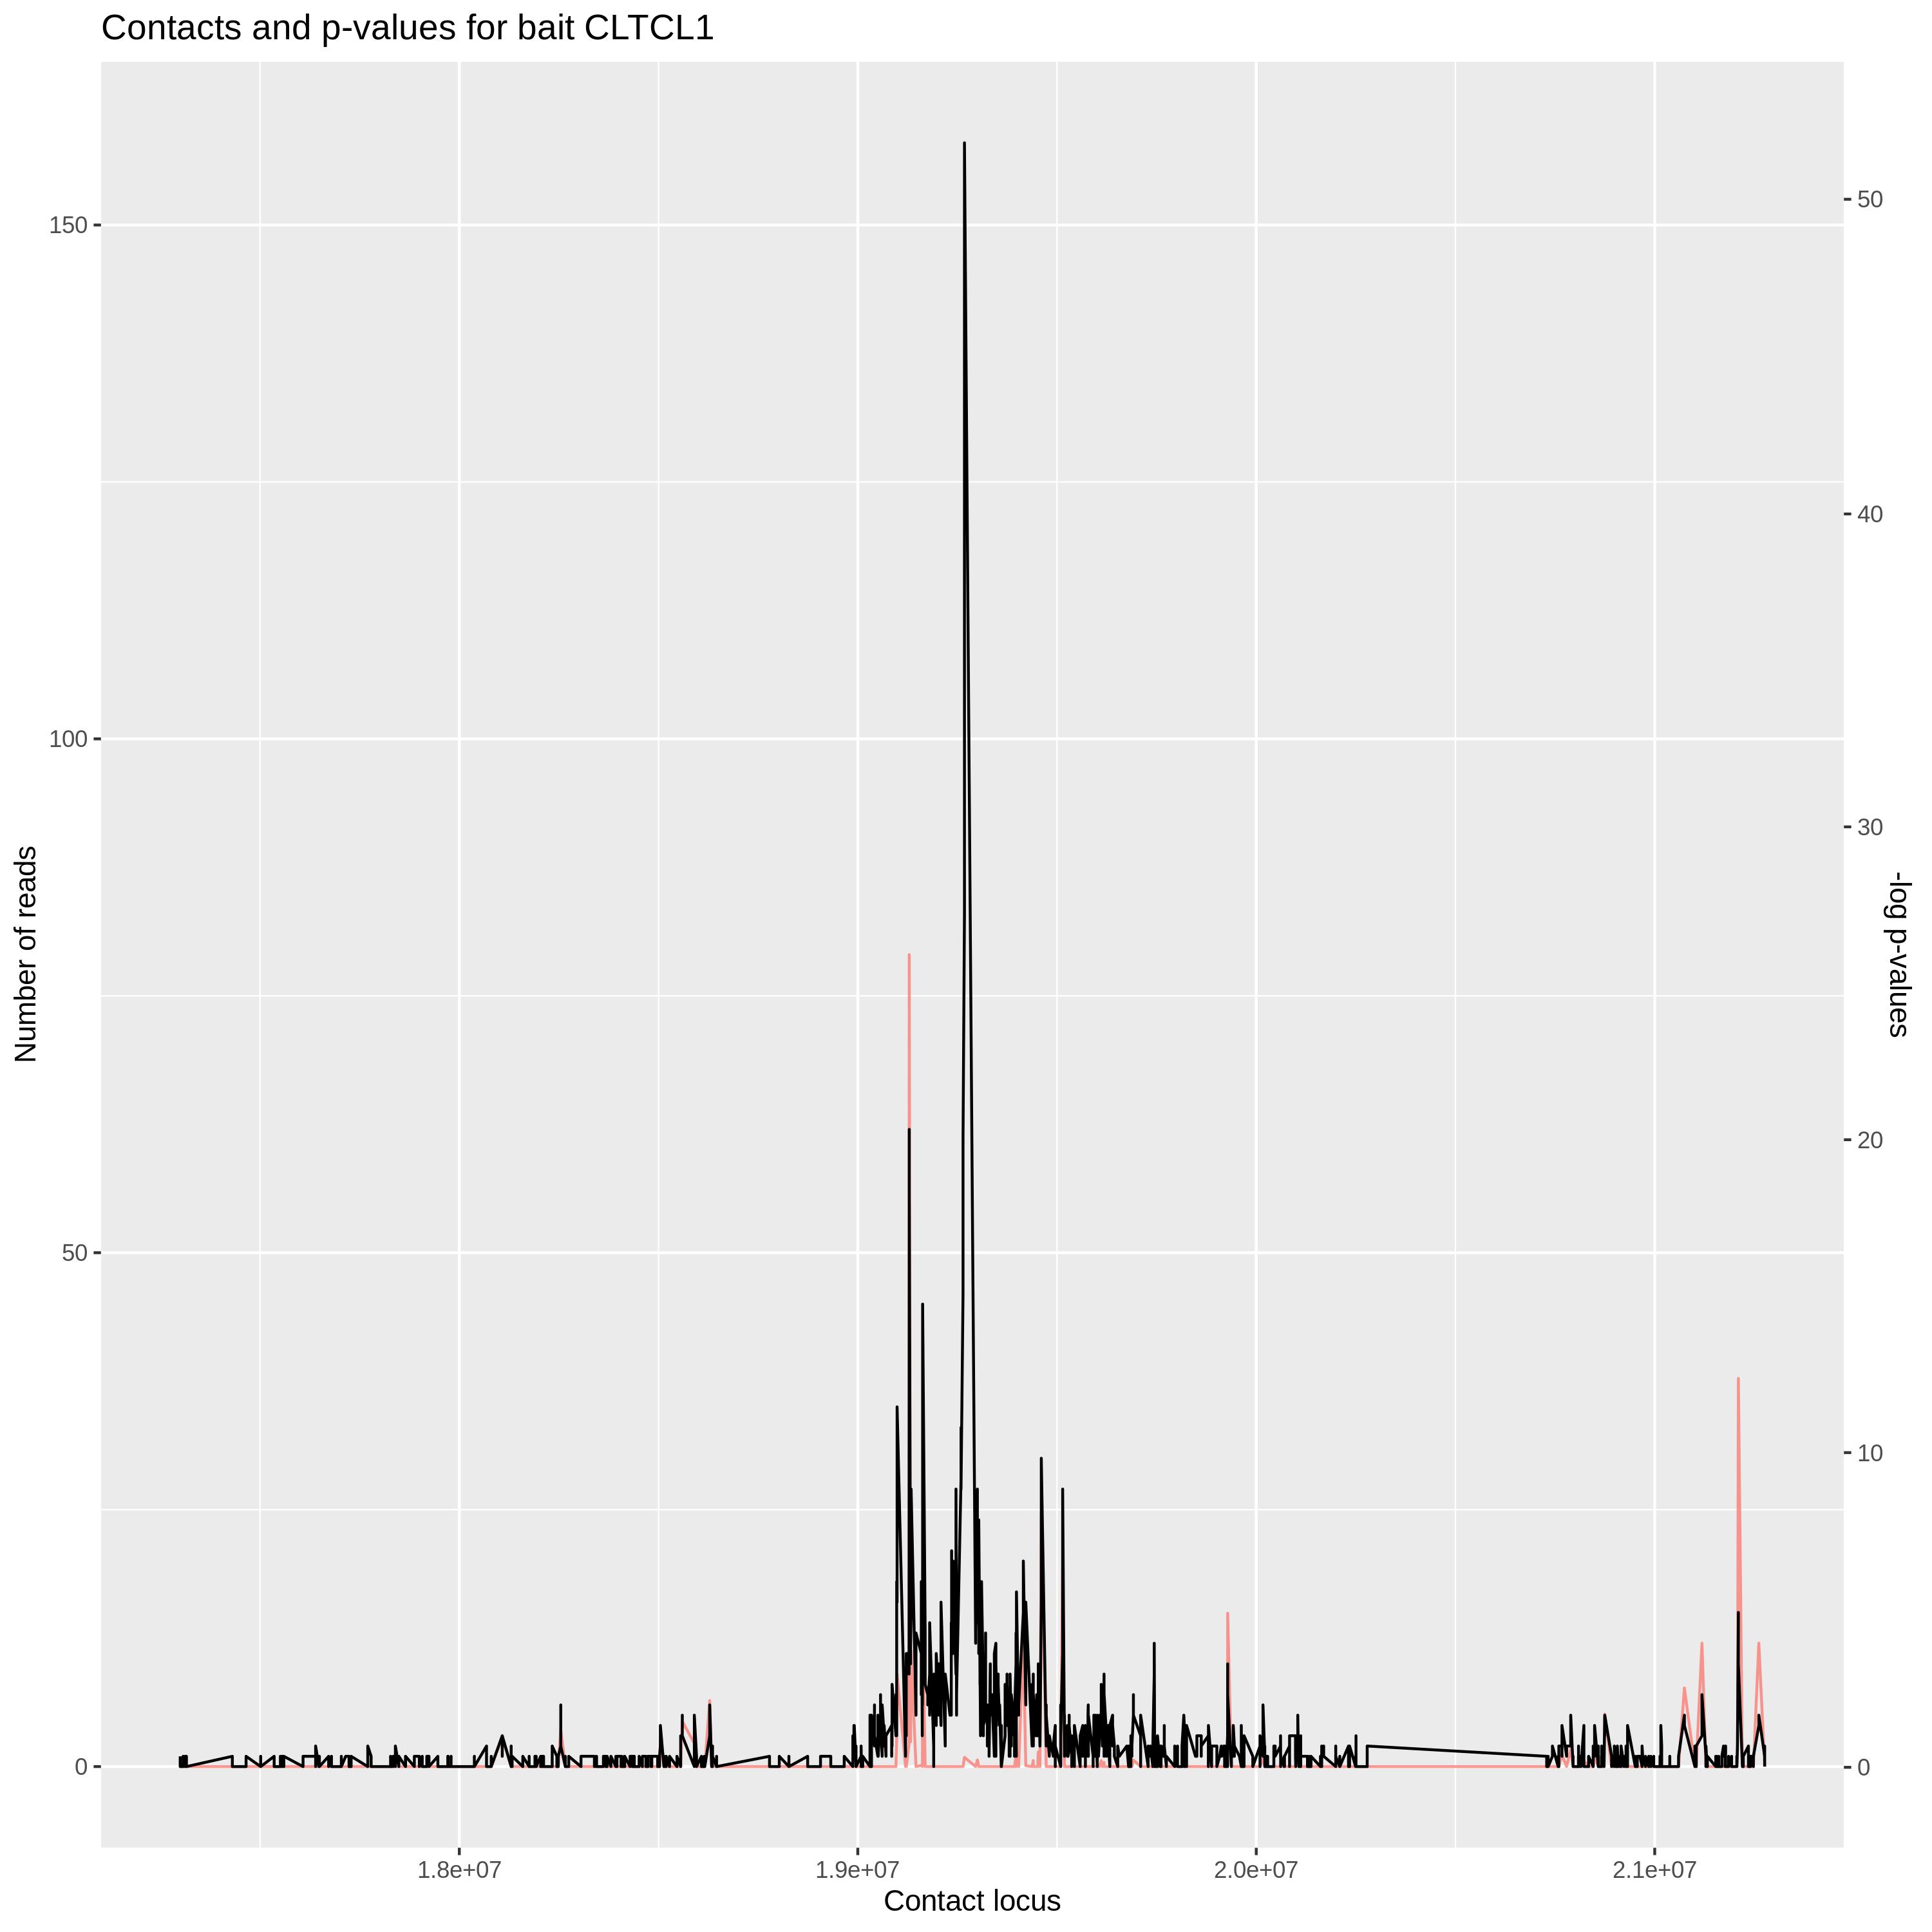 Contacts and p-values for bait CLTCL1
150
100
50
0
Number of reads
50
40
30
20
10
0
-log p-values
1.8e+07
1.9e+07
2.0e+07
2.1e+07
Contact locus